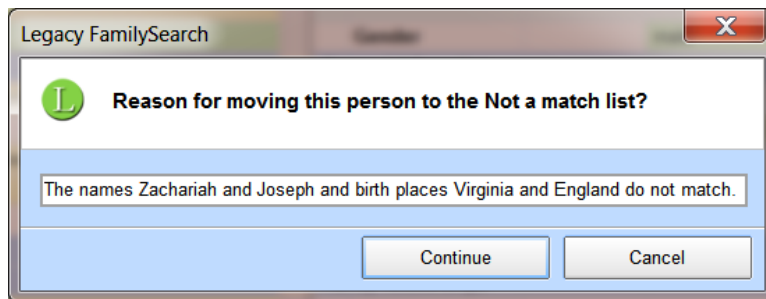 Legacy FamilySearch
Gender
X
L
Reason for moving this person to the Not a match list?
The names Zachariah and Joseph and birth places Virginia and England do not match.
Continue
Cancel